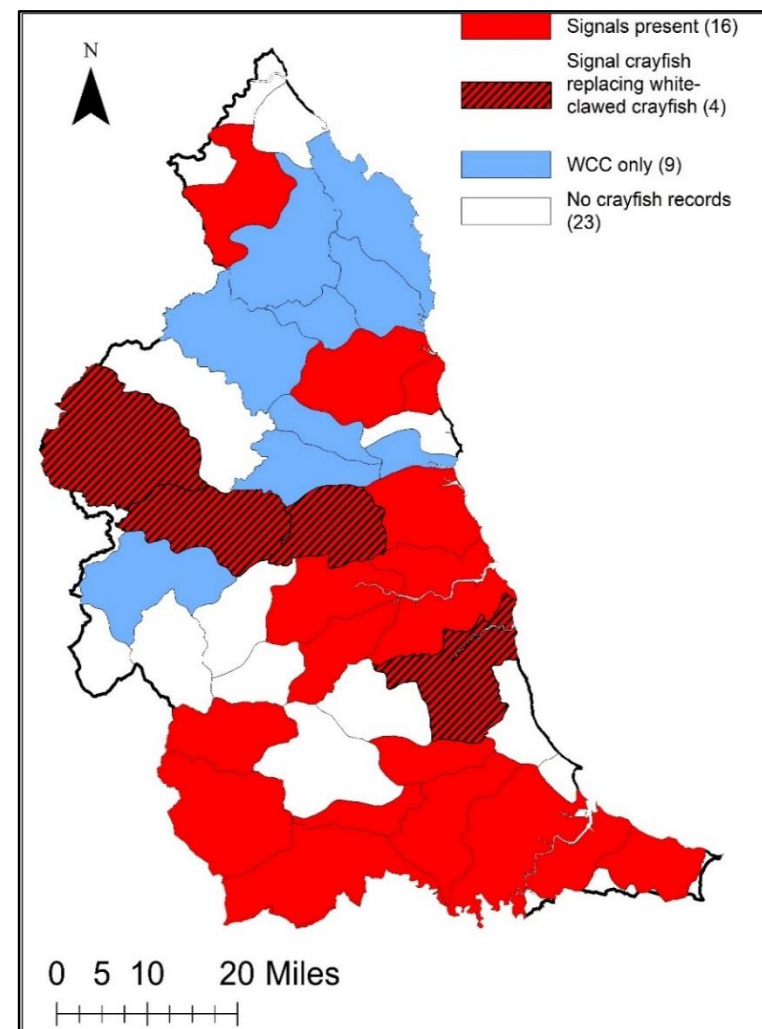 Signals present (16)
N
Signal crayfish
replacing white-
clawed crayfish (4)
WCC only (9)
No crayfish records
(23)
0 5 10 20 Miles